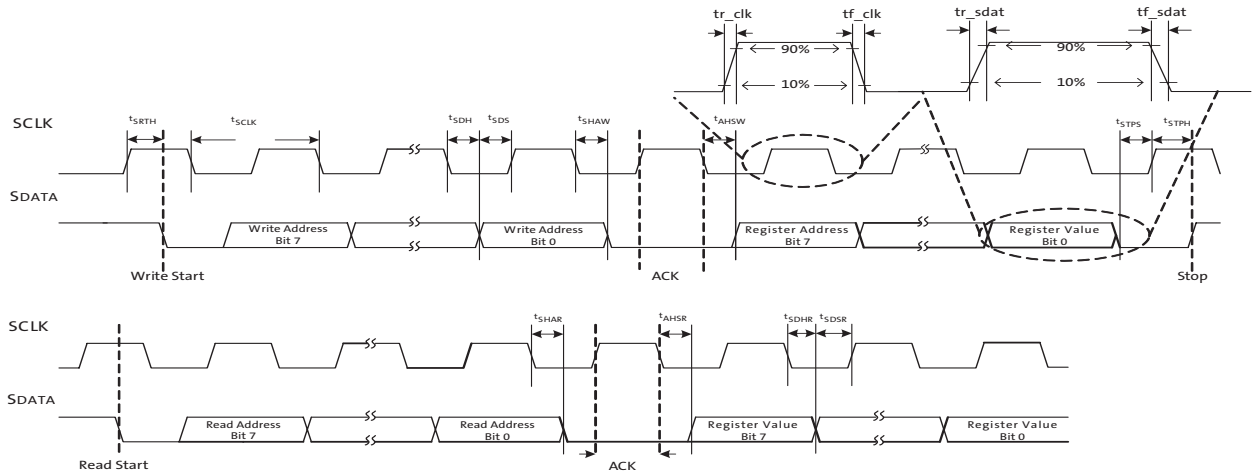 tr_clk tf_clk tr_sdat tf_sdat
90% 90%
10% 10%
SCLK tSRTH tSCLK tSDH tSDS tSHAW tAHSW tSTPS tSTPH
SDATA
Write Address Bit 7
Write Address Bit 0
Register Address Bit 7
Register Value Bit 0
Write Start ACK Stop
SCLK tSHAR tAHSR tSDHR tSDSR
SDATA
Read Address Bit 7
Read Address Bit 0
Register Value Bit 7
Register Value Bit 0
Read Start ACK